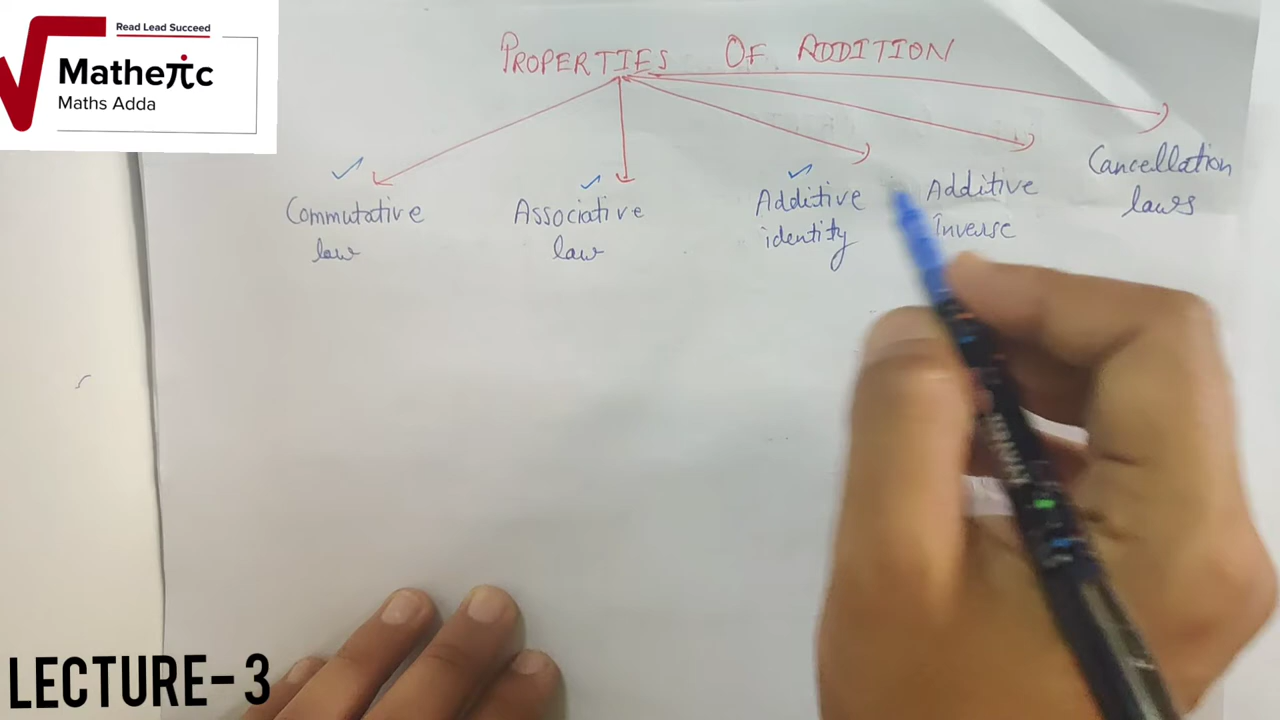 Read Lead Succeed
Matheπc
Maths Adda
PROPERTIES OF ADDITION
Commutative
law
Associative
law
Additive
identity
Additive
inverse
Cancellation
laws
LECTURE- 3